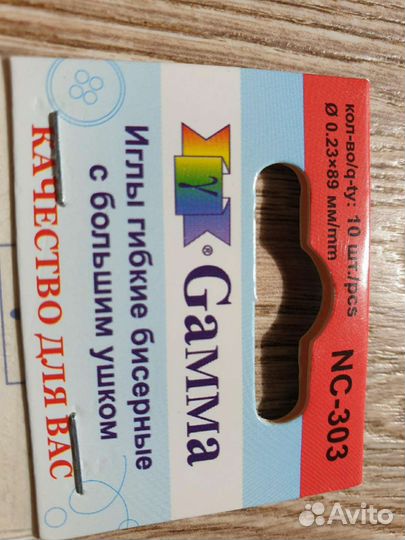 кол-во/q-ty: 10 шт./pcs
Ø 0.23×89 мм/mm
NC-303
γ
Gamma®
Иглы гибкие бисерные
с большим ушком
КАЧЕСТВО ДЛЯ ВАС
Avito